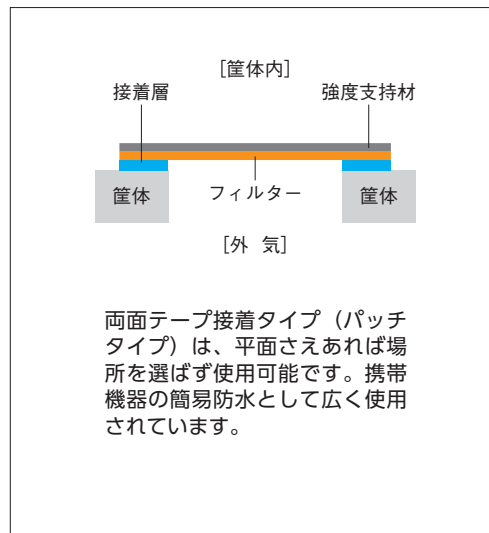 ［筐体内］
接着層
強度支持材
筐体
フィルター
筐体
［外 気］
両面テープ接着タイプ（パッチ
タイプ）は、平面さえあれば場
所を選ばず使用可能です。携帯
機器の簡易防水として広く使用
されています。